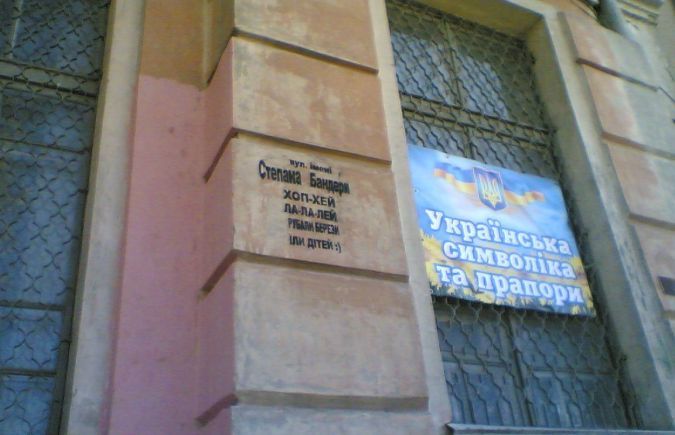 вул. імені
Степана Бандери
ХОП-ХЕЙ
ЛА-ЛА-ЛЕЙ
РУБАЛИ БЕРЕЗИ
ІЛИ ДІТЕЙ :)
Українська
символіка
та прапори